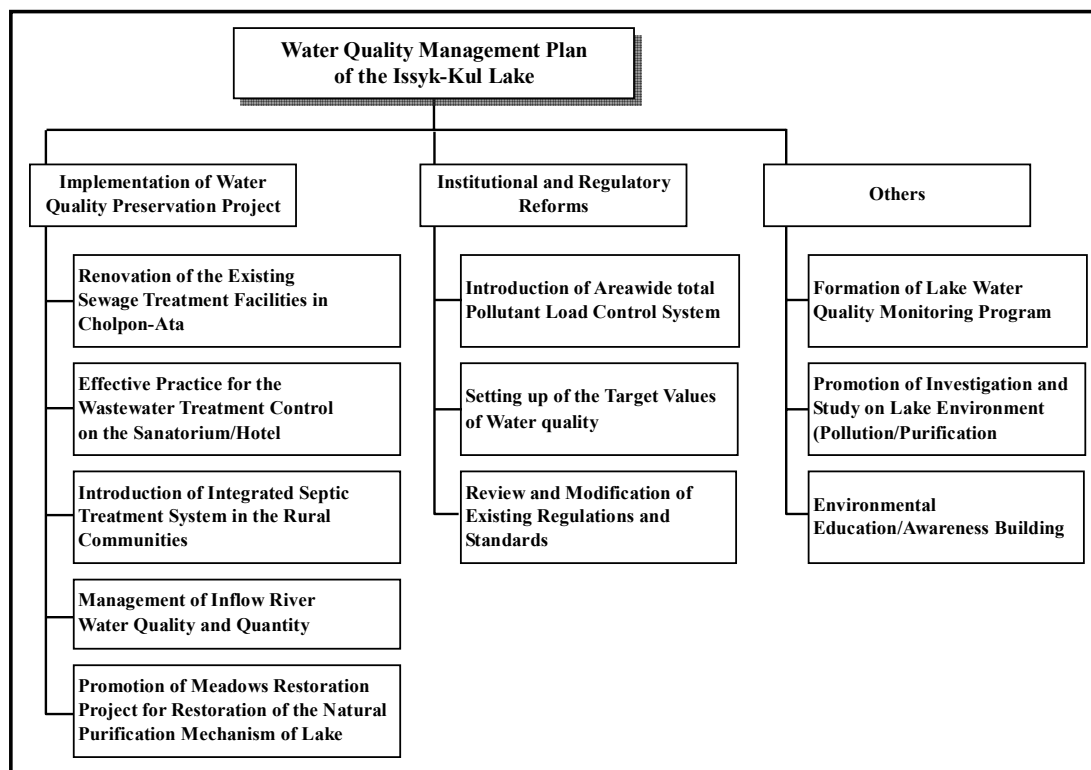 Water Quality Management Plan
of the Issyk-Kul Lake
Implementation of Water
Quality Preservation Project
Renovation of the Existing
Sewage Treatment Facilities in
Cholpon-Ata
Effective Practice for the
Wastewater Treatment Control
on the Sanatorium/Hotel
Introduction of Integrated Septic
Treatment System in the Rural
Communities
Management of Inflow River
Water Quality and Quantity
Promotion of Meadows Restoration
Project for Restoration of the Natural
Purification Mechanism of Lake
Institutional and Regulatory
Reforms
Introduction of Areawide total
Pollutant Load Control System
Setting up of the Target Values
of Water quality
Review and Modification of
Existing Regulations and
Standards
Others
Formation of Lake Water
Quality Monitoring Program
Promotion of Investigation and
Study on Lake Environment
(Pollution/Purification
Environmental
Education/Awareness Building